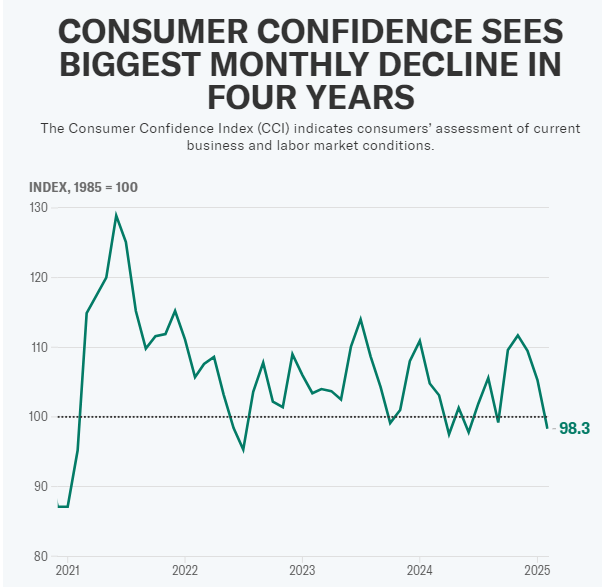 CONSUMER CONFIDENCE SEES
BIGGEST MONTHLY DECLINE IN
FOUR YEARS
The Consumer Confidence Index (CCI) indicates consumers’ assessment of current
business and labor market conditions.
INDEX, 1985 = 100
130
120
110
100
98.3
90
80
2021 2022 2023 2024 2025